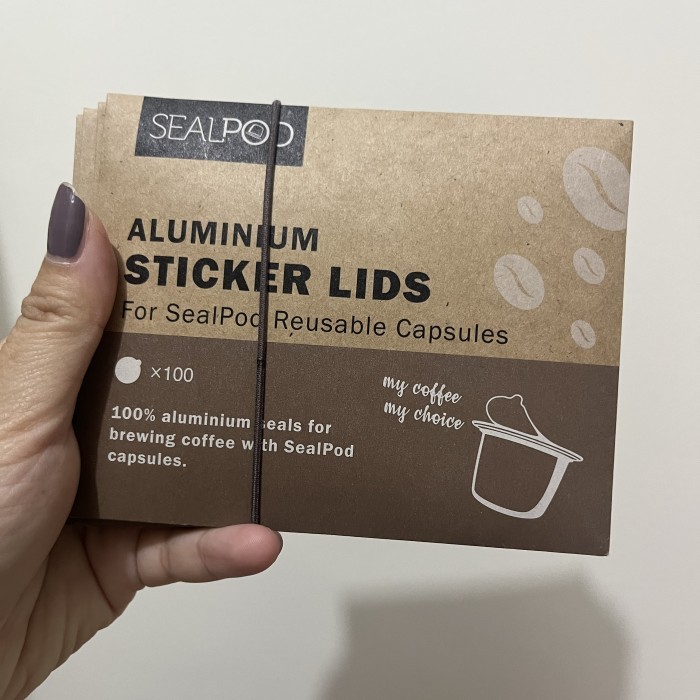 SEALPOD
ALUMINIUM
STICKER LIDS
For SealPod Reusable Capsules
×100
100% aluminium seals for
brewing coffee with SealPod
capsules.
my coffee
my choice